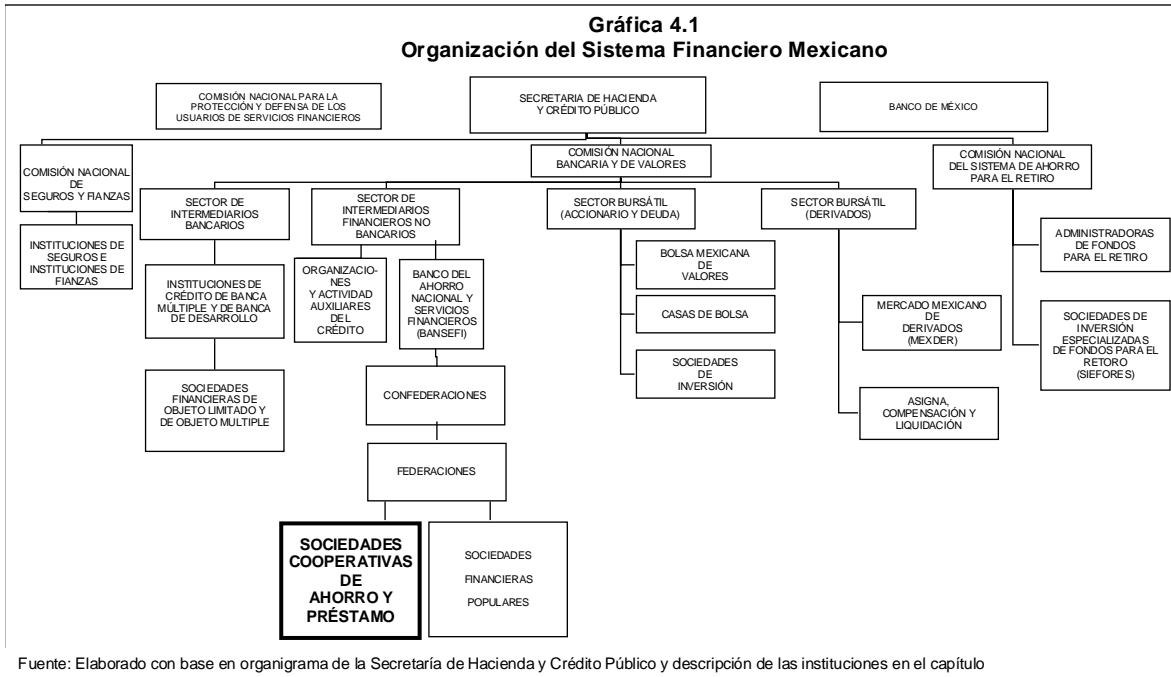 Gráfica 4.1
Organización del Sistema Financiero Mexicano
COMISIÓN NACIONAL PARA LA
PROTECCIÓN Y DEFENSA DE LOS
USUARIOS DE SERVICIOS FINANCIEROS
SECRETARIA DE HACIENDA
Y CRÉDITO PÚBLICO
BANCO DE MÉXICO
COMISIÓN NACIONAL
DE
SEGUROS Y FIANZAS
COMISIÓN NACIONAL
BANCARIA Y DE VALORES
COMISIÓN NACIONAL
DEL SISTEMA DE AHORRO
PARA EL RETIRO
SECTOR DE
INTERMEDIARIOS
BANCARIOS
SECTOR DE
INTERMEDIARIOS
FINANCIEROS NO
BANCARIOS
SECTOR BURSÁTIL
(ACCIONARIO Y DEUDA)
SECTOR BURSÁTIL
(DERIVADOS)
INSTITUCIONES DE
SEGUROS E
INSTITUCIONES DE
FIANZAS
INSTITUCIONES DE
CRÉDITO DE BANCA
MÚLTIPLE Y DE BANCA
DE DESARROLLO
ORGANIZACIO-
NES
Y ACTIVIDAD
AUXILIARES
DEL
CRÉDITO
BANCO DEL
AHORRO
NACIONAL Y
SERVICIOS
FINANCIEROS
(BANSEFI)
BOLSA MEXICANA
DE
VALORES
ADMINISTRADORAS
DE FONDOS
PARA EL RETIRO
CASAS DE BOLSA
MERCADO MEXICANO
DE
DERIVADOS
(MEXDER)
SOCIEDADES DE
INVERSIÓN
ESPECIALIZADAS
DE FONDOS PARA EL
RETORO
(SIEFORES)
SOCIEDADES
FINANCIERAS DE
OBJETO LIMITADO Y
DE OBJETO MULTIPLE
CONFEDERACIONES
SOCIEDADES
DE
INVERSIÓN
ASIGNA,
COMPENSACIÓN Y
LIQUIDACIÓN
FEDERACIONES
SOCIEDADES
COOPERATIVAS
DE
AHORRO Y
PRÉSTAMO
SOCIEDADES
FINANCIERAS
POPULARES
Fuente: Elaborado con base en organigrama de la Secretaría de Hacienda y Crédito Público y descripción de las instituciones en el capítulo